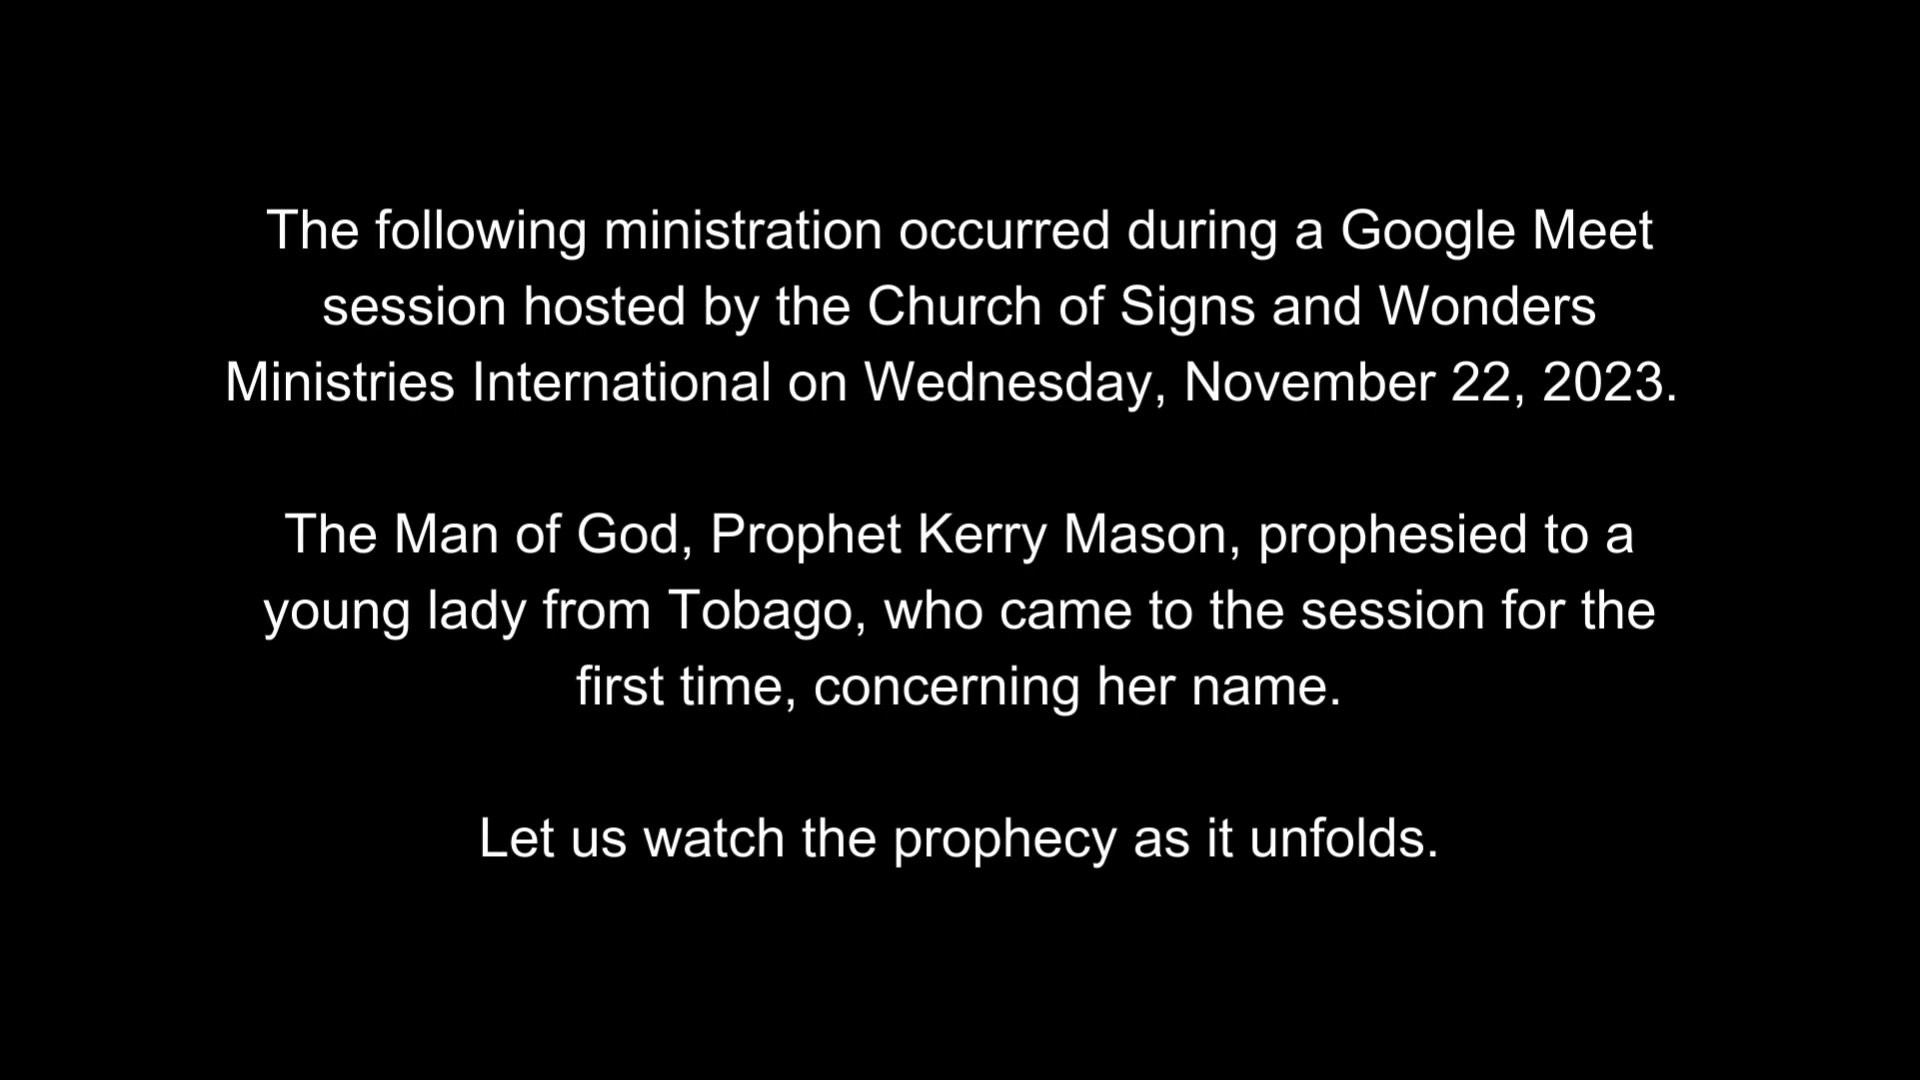 The following ministration occurred during a Google Meet
session hosted by the Church of Signs and Wonders
Ministries International on Wednesday, November 22, 2023.
The Man of God, Prophet Kerry Mason, prophesied to a
young lady from Tobago, who came to the session for the
first time, concerning her name.
Let us watch the prophecy as it unfolds.